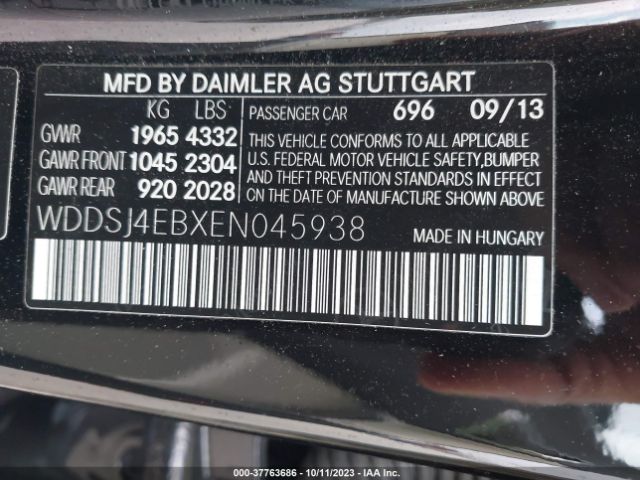 MFD BY DAIMLER AG STUTTGART
KG LBS
GWR 1965 4332
GAWR FRONT 1045 2304
GAWR REAR 920 2028
PASSENGER CAR 696 09/13
THIS VEHICLE CONFORMS TO ALL APPLICABLE
U.S. FEDERAL MOTOR VEHICLE SAFETY,BUMPER
AND THEFT PREVENTION STANDARDS IN EFFECT
ON THE DATE OF MANUFACTURE SHOWN ABOVE
WDDSJ4EBXEN045938
MADE IN HUNGARY
000-37763686 - 10/11/2023 - IAA Inc.